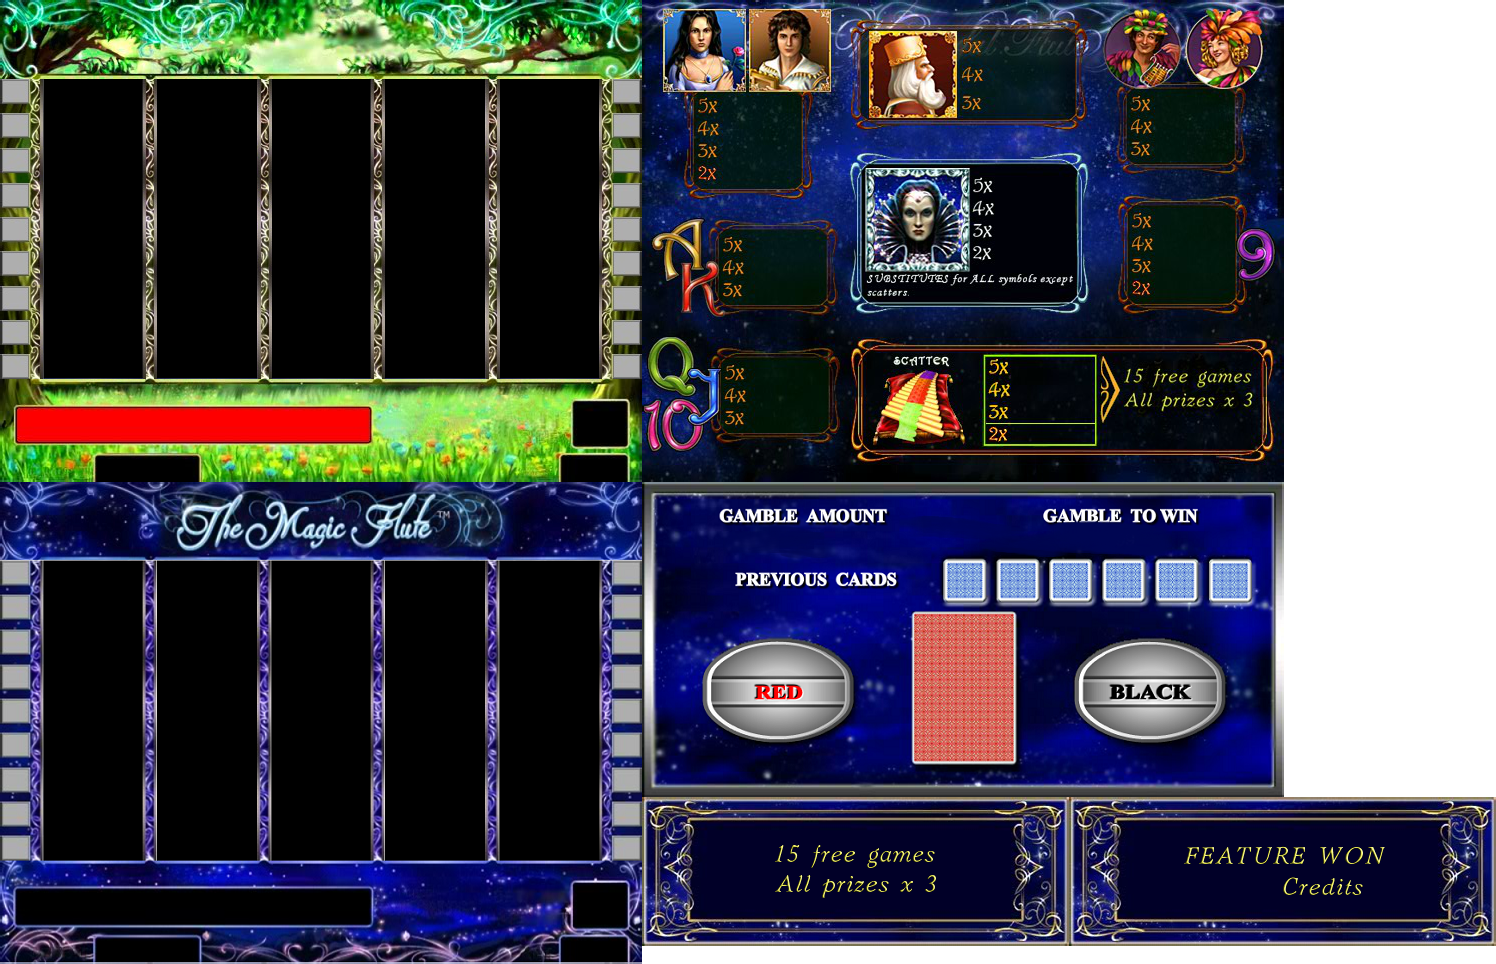 5x
4x
3x
5x
4x
3x
2x
5x
4x
3x
5x
4x
3x
2x
SUBSTITUTES for ALL symbols except
scatters.
A
K
5x
4x
3x
5x
4x
3x
2x
9
Q
J
10
5x
4x
3x
SCATTER
5x
4x
3x
2x
15 free games
All prizes x 3
The Magic Flute™
GAMBLE AMOUNT
GAMBLE TO WIN
PREVIOUS CARDS
RED
BLACK
15 free games
All prizes x 3
FEATURE WON
Credits